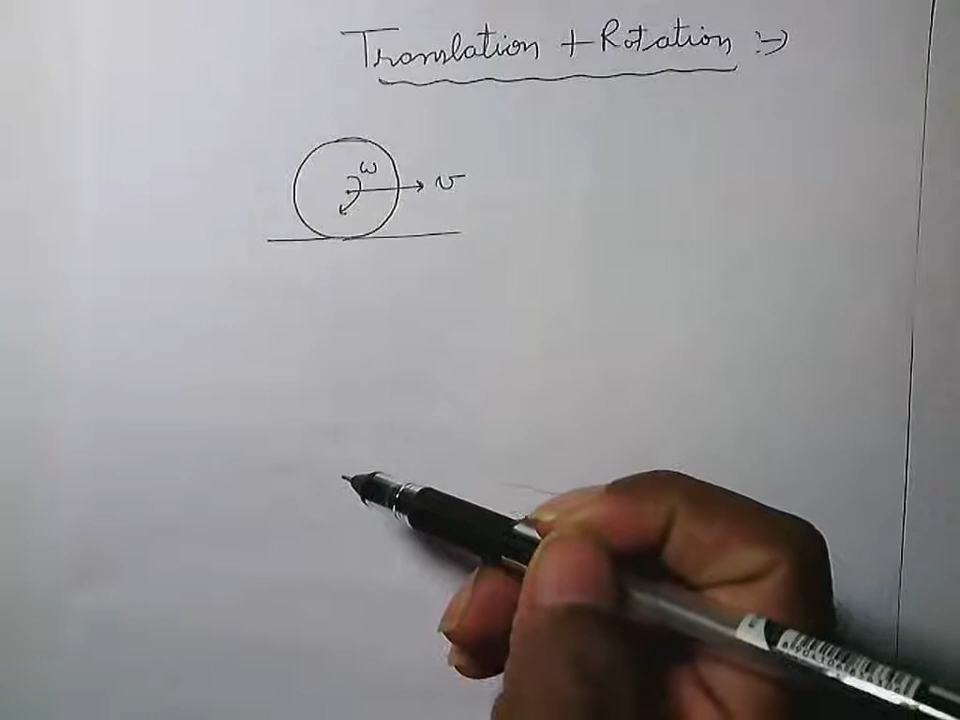 Translation + Rotation :-)
ω
v